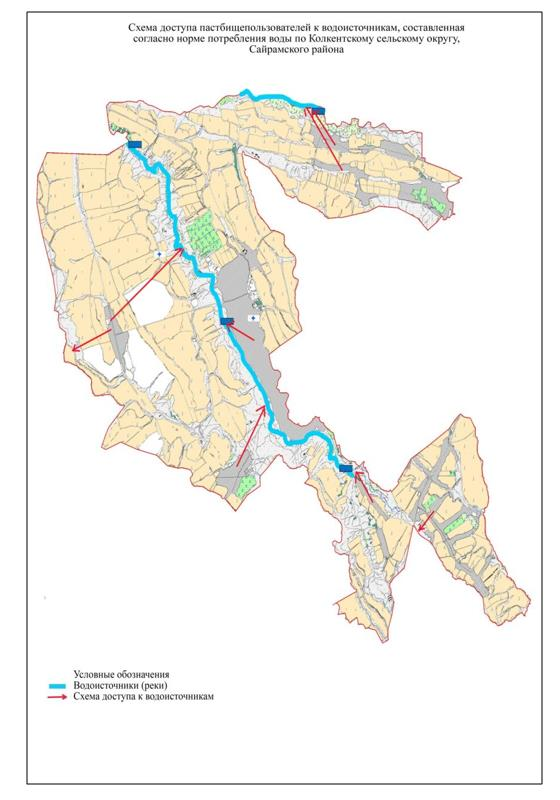 Схема доступа пастбищепользователей к водоисточникам, составленная
согласно норме потребления воды по Колкентскому сельскому округу,
Сайрамского района
Условные обозначения
Водоисточники (реки)
Схема доступа к водоисточникам